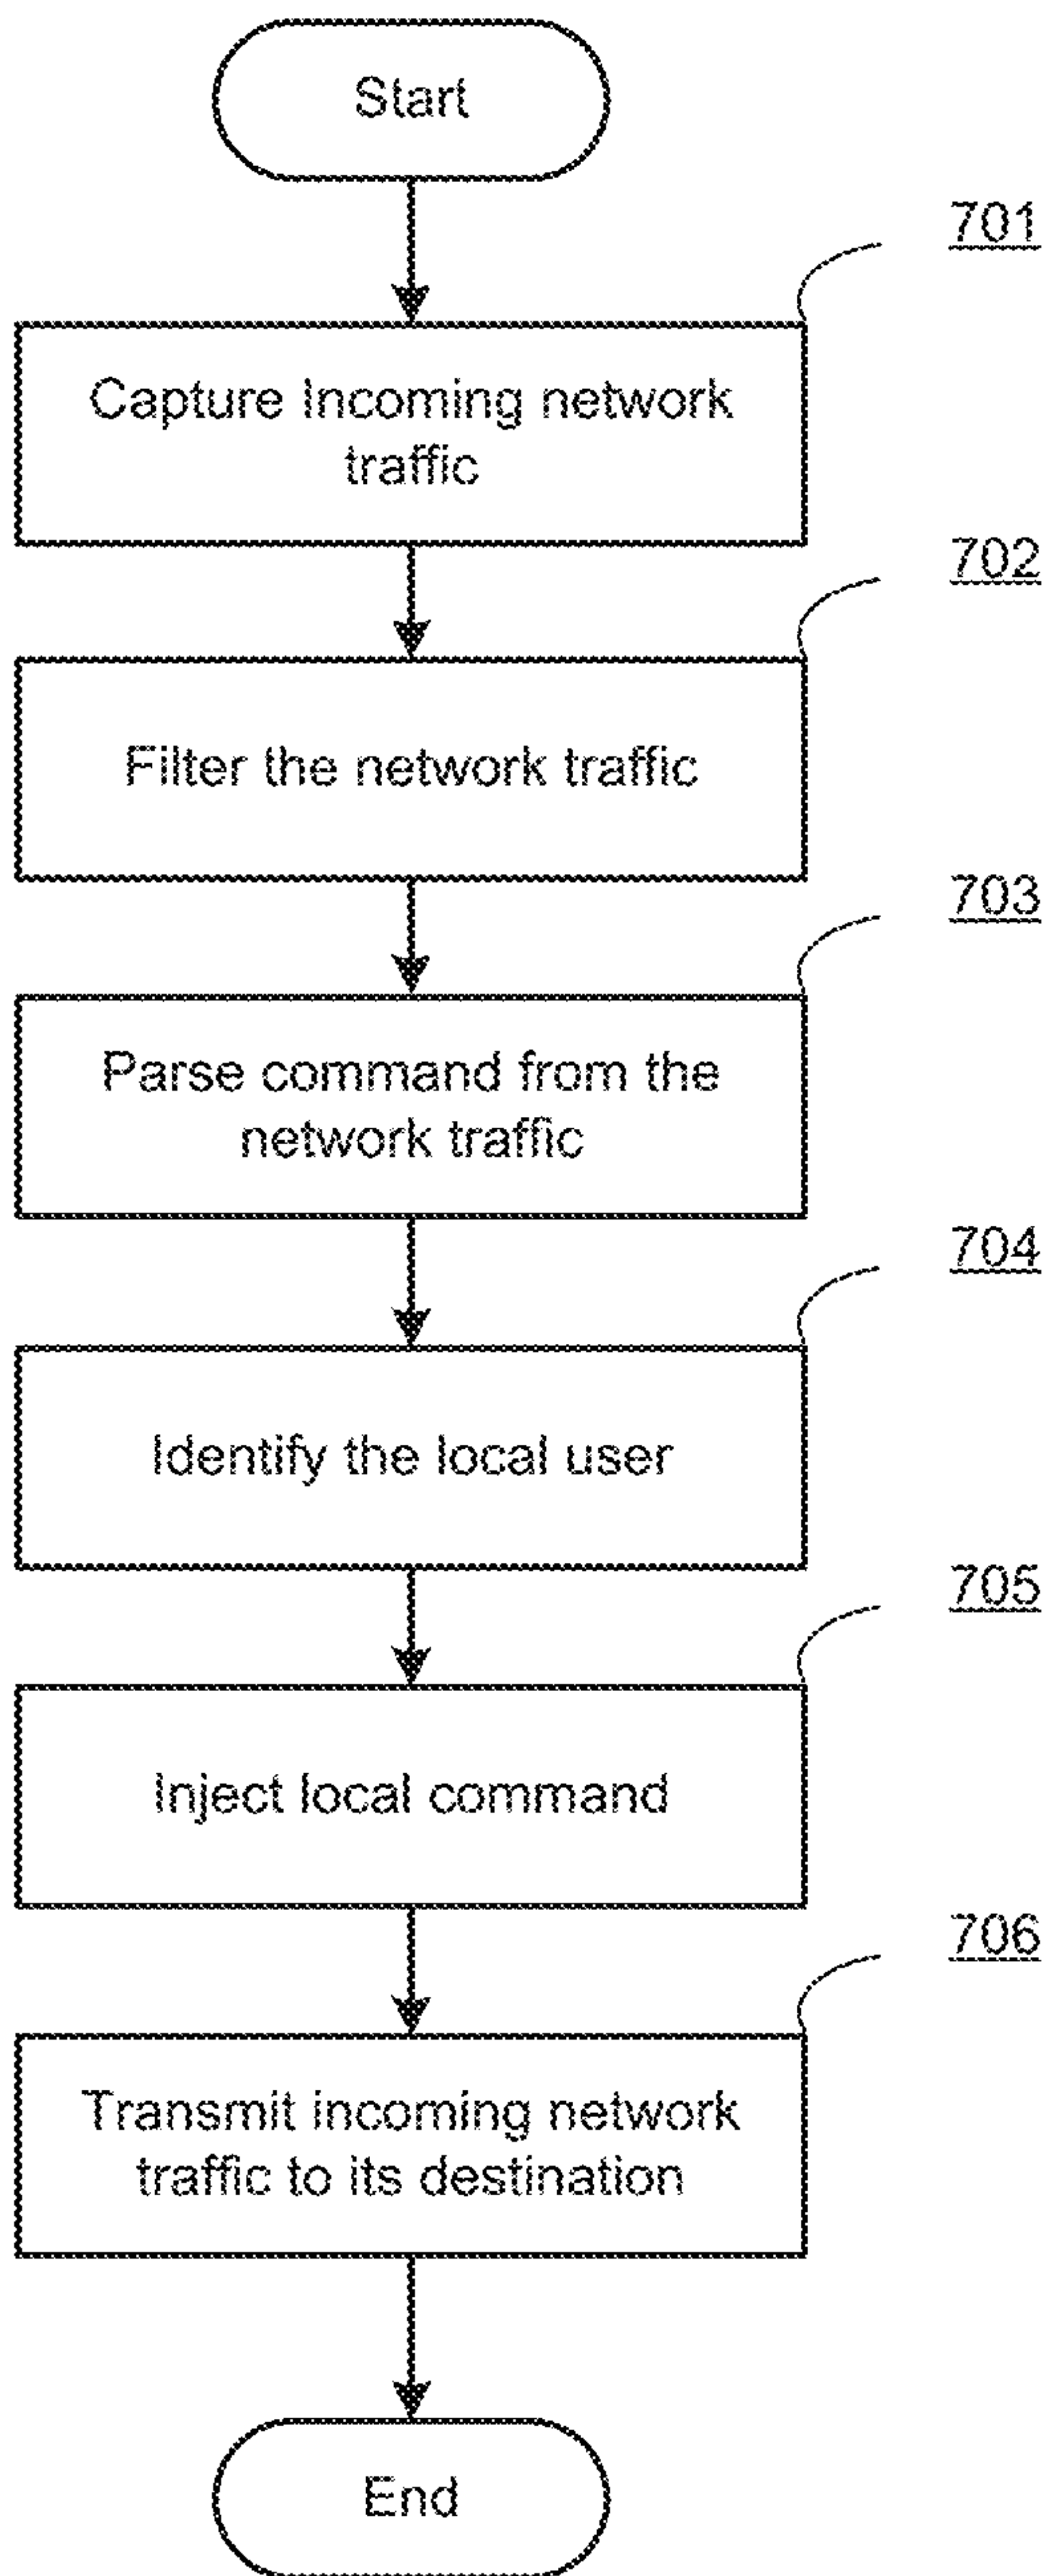 Start
701
Capture Incoming network
traffic
702
Filter the network traffic
703
Parse command from the
network traffic
704
Identify the local user
705
Inject local command
706
Transmit incoming network
traffic to its destination
End